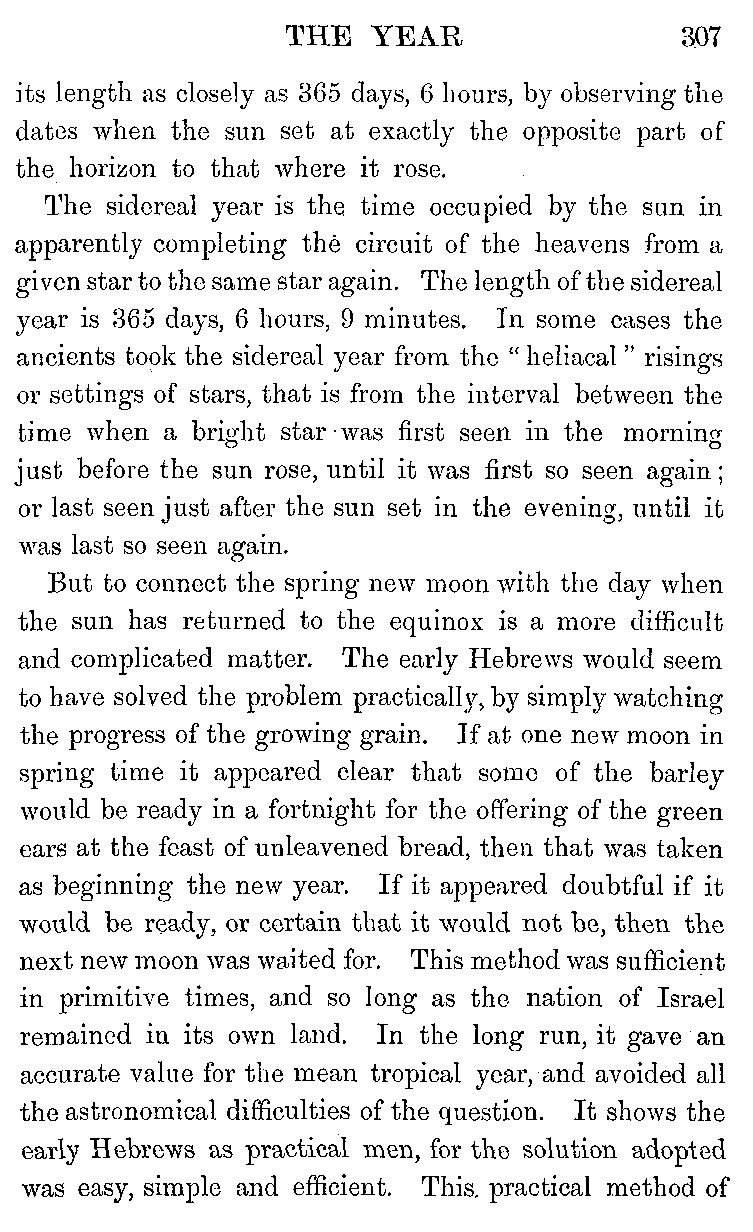 THE YEAR 307
its length as closely as 365 days, 6 hours, by observing the
dates when the sun set at exactly the opposite part of
the horizon to that where it rose.
The sidereal year is the time occupied by the sun in
apparently completing the circuit of the heavens from a
given star to the same star again. The length of the sidereal
year is 365 days, 6 hours, 9 minutes. In some cases the
ancients took the sidereal year from the "heliacal" risings
or settings of stars, that is from the interval between the
time when a bright star was first seen in the morning
just before the sun rose, until it was first so seen again;
or last seen just after the sun set in the evening, until it
was last so seen again.
But to connect the spring new moon with the day when
the sun has returned to the equinox is a more difficult
and complicated matter. The early Hebrews would seem
to have solved the problem practically, by simply watching
the progress of the growing grain. If at one new moon in
spring time it appeared clear that some of the barley
would be ready in a fortnight for the offering of the green
ears at the feast of unleavened bread, then that was taken
as beginning the new year. If it appeared doubtful if it
would be ready, or certain that it would not be, then the
next new moon was waited for. This method was sufficient
in primitive times, and so long as the nation of Israel
remained in its own land. In the long run, it gave an
accurate value for the mean tropical year, and avoided all
the astronomical difficulties of the question. It shows the
early Hebrews as practical men, for the solution adopted
was easy, simple and efficient. This practical method of